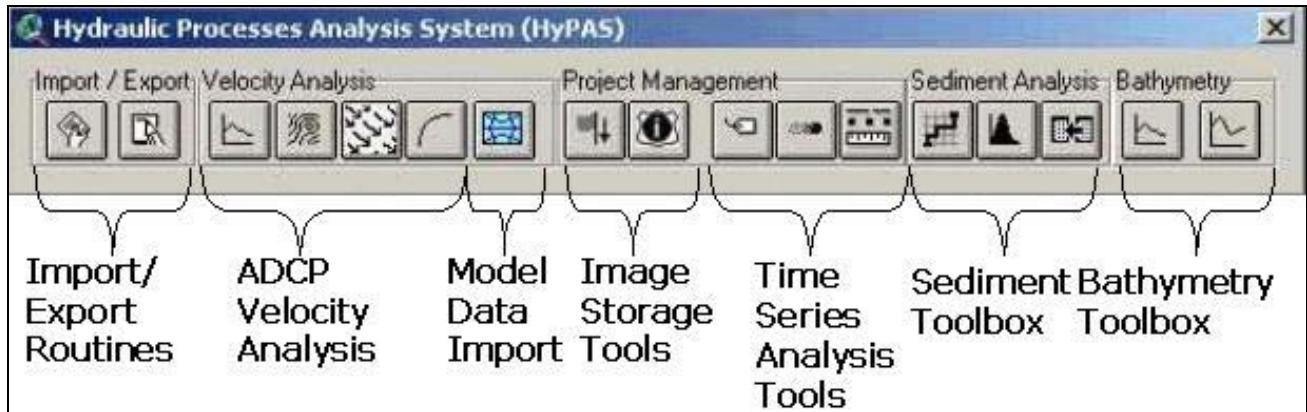 Hydraulic Processes Analysis System (HyPAS)
Import / Export
Velocity Analysis
Project Management
Sediment Analysis
Bathymetry
Import/
Export
Routines
ADCP
Velocity
Analysis
Model
Data
Import
Image
Storage
Tools
Time
Series
Analysis
Tools
Sediment
Toolbox
Bathymetry
Toolbox